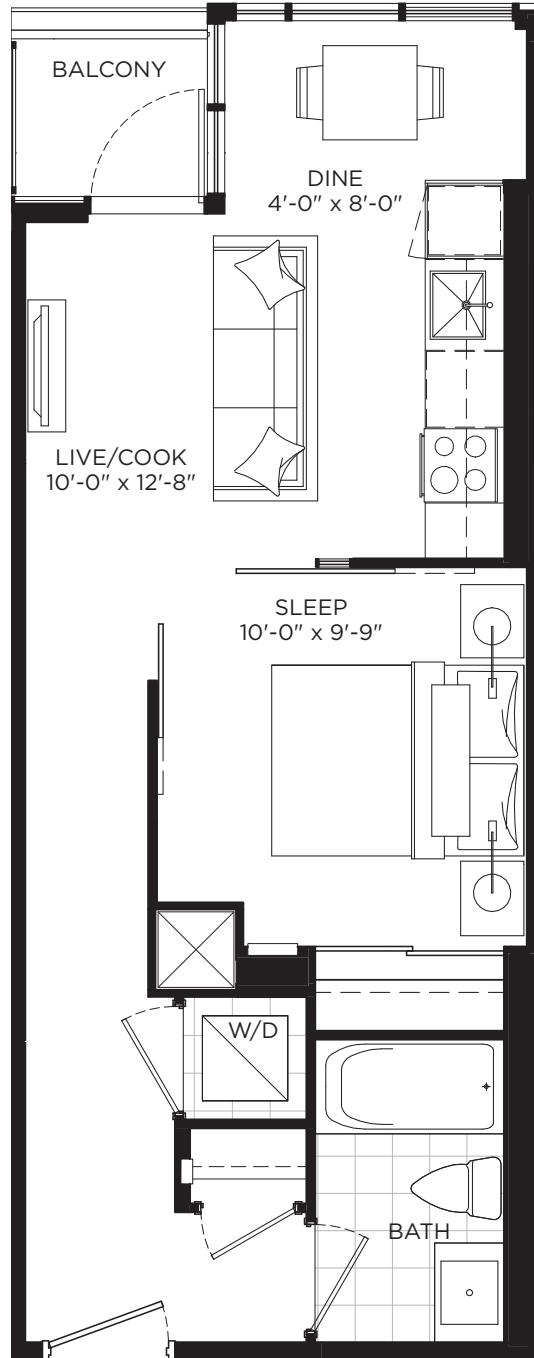 BALCONY
DINE
4'-0" x 8'-0"
LIVE/COOK
10'-0" x 12'-8"
SLEEP
10'-0" x 9'-9"
W/D
BATH